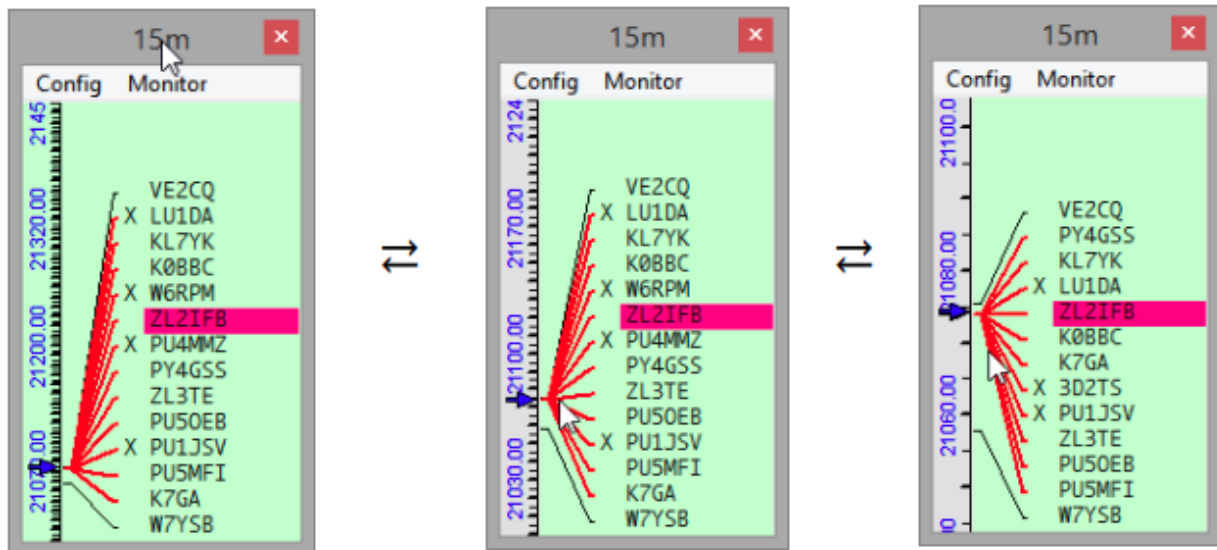 15m
Config Monitor
2145
21320.00
21200.00
21070.00
VE2CQ
X LU1DA
KL7YK
K0BBC
X W6RPM
ZL2IFB
X PU4MMZ
PY4GSS
ZL3TE
PU5OEB
X PU1JSV
PU5MFI
K7GA
W7YSB
15m
Config Monitor
2124
21170.00
21100.00
21030.00
VE2CQ
X LU1DA
KL7YK
K0BBC
X W6RPM
ZL2IFB
X PU4MMZ
PY4GSS
ZL3TE
PU5OEB
X PU1JSV
PU5MFI
K7GA
W7YSB
15m
Config Monitor
21100.0
21080.00
21060.00
VE2CQ
PY4GSS
KL7YK
X LU1DA
ZL2IFB
K0BBC
K7GA
X 3D2TS
X PU1JSV
ZL3TE
PU5OEB
PU5MFI
W7YSB